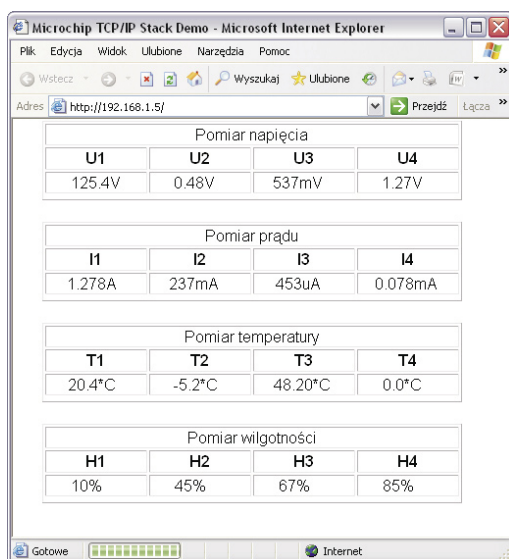 Microchip TCP/IP Stack Demo - Microsoft Internet Explorer
Plik Edycja Widok Ulubione Narzędzia Pomoc »
Wstecz Wyszukaj Ulubione
Adres http://192.168.1.5/ Przejdź Łącza »
Pomiar napięcia
U1 U2 U3 U4
125.4V 0.48V 537mV 1.27V
Pomiar prądu
I1 I2 I3 I4
1.278A 237mA 453uA 0.078mA
Pomiar temperatury
T1 T2 T3 T4
20.4*C -5.2*C 48.20*C 0.0*C
Pomiar wilgotności
H1 H2 H3 H4
10% 45% 67% 85%
Gotowe Internet